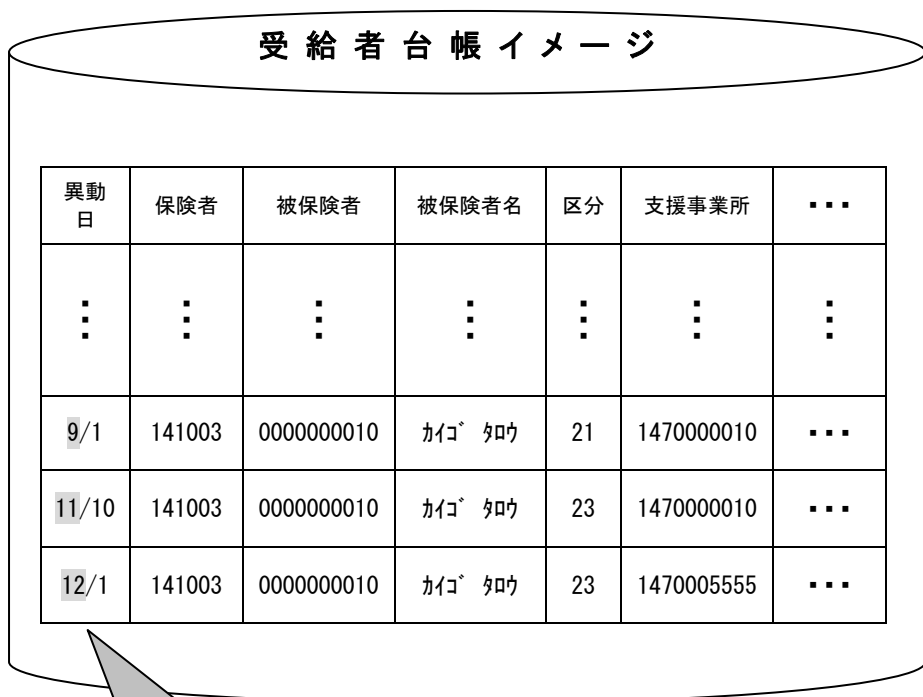 受給者台帳イメージ
異動日 保険者 被保険者 被保険者名 区分 支援事業所 ・・・
⋮ ⋮ ⋮ ⋮ ⋮ ⋮ ⋮
9/1 141003 0000000010 ｶｲｺﾞ ﾀﾛｳ 21 1470000010 ・・・
11/10 141003 0000000010 ｶｲｺﾞ ﾀﾛｳ 23 1470000010 ・・・
12/1 141003 0000000010 ｶｲｺﾞ ﾀﾛｳ 23 1470005555 ・・・